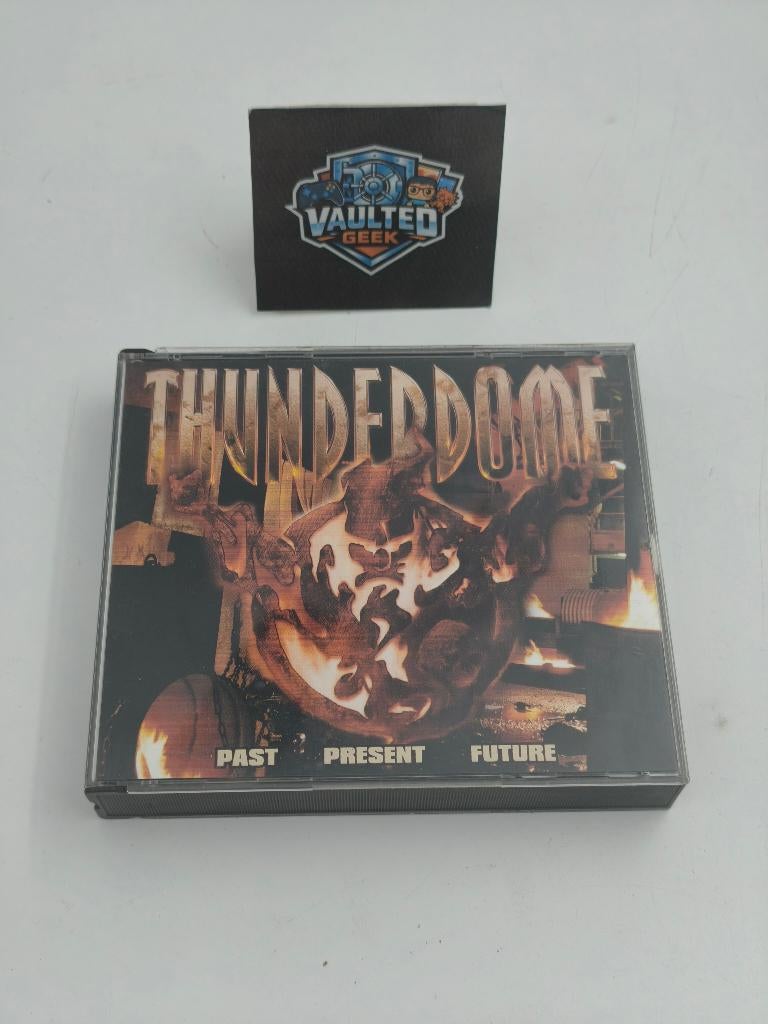 VAULTED
GEEK
THUNDERDOME
PAST PRESENT FUTURE